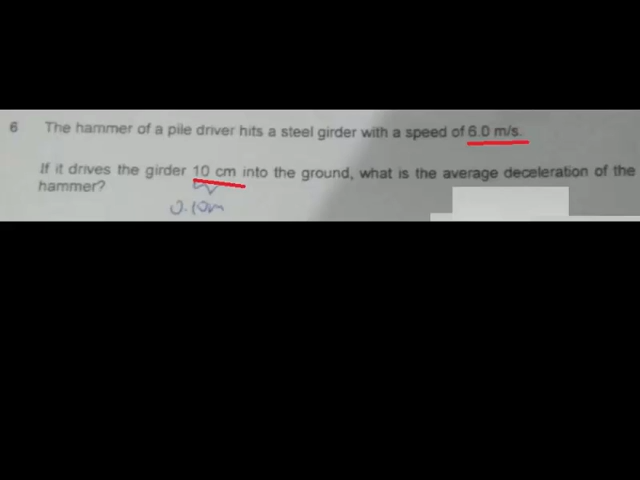 6 The hammer of a pile driver hits a steel girder with a speed of 6.0 m/s.
If it drives the girder 10 cm into the ground, what is the average deceleration of the
hammer?
0.10m